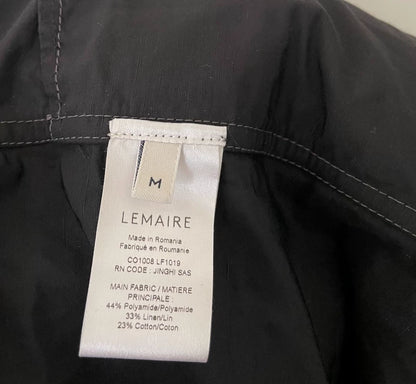 M
LEMAIRE
Made in Romania
Fabriqué en Roumanie
CO1008 LF1019
RN CODE : JINGHI SAS
MAIN FABRIC / MATIERE
PRINCIPALE :
44% Polyamide/Polyamide
33% Linen/Lin
23% Cotton/Coton